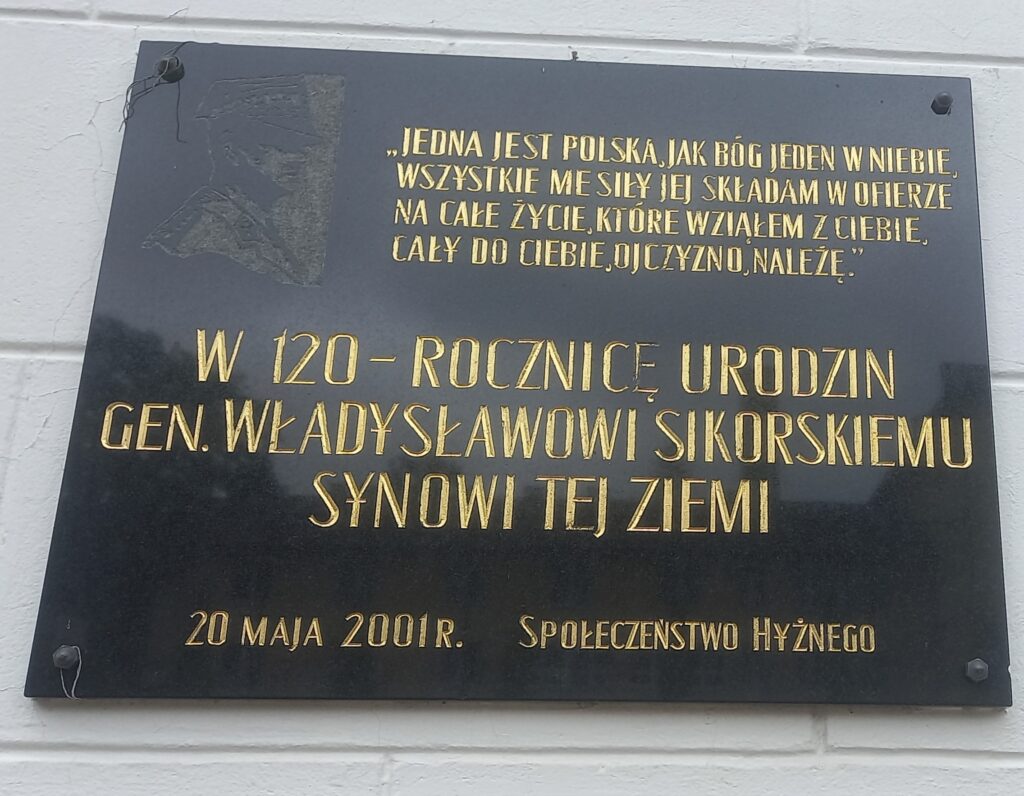 „JEDNA JEST POLSKA, JAK BÓG JEDEN W NIEBIE,
WSZYSTKIE ME SIŁY JEJ SKŁADAM W OFIERZE
NA CAŁE ŻYCIE, KTÓRE WZIĄŁEM Z CIEBIE,
CAŁY DO CIEBIE, OJCZYZNO, NALEŻĘ.”
W 120 – ROCZNICĘ URODZIN
GEN. WŁADYSŁAWOWI SIKORSKIEMU
SYNOWI TEJ ZIEMI
20 MAJA 2001 R. SPOŁECZEŃSTWO HYŻNEGO